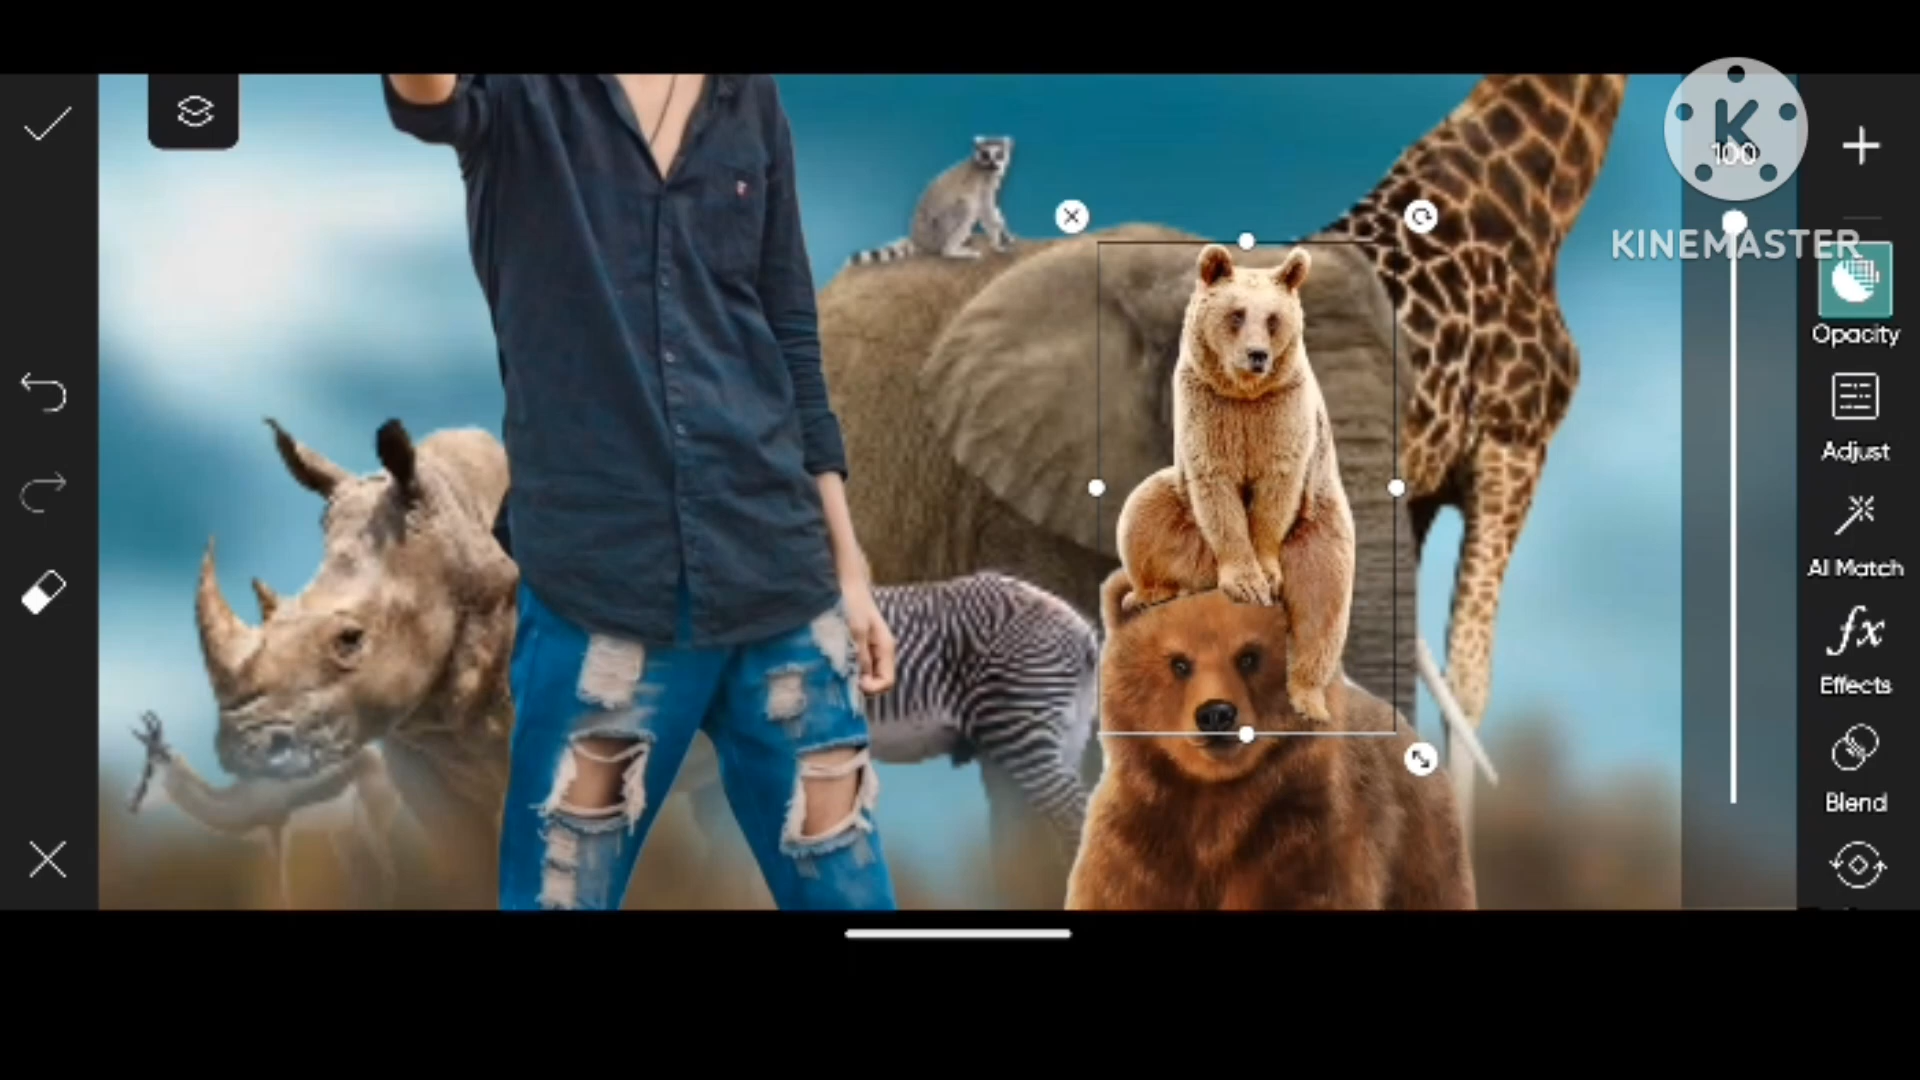 K
100
KINEMASTER
Opacity
Adjust
AI Match
fx
Effects
Blend